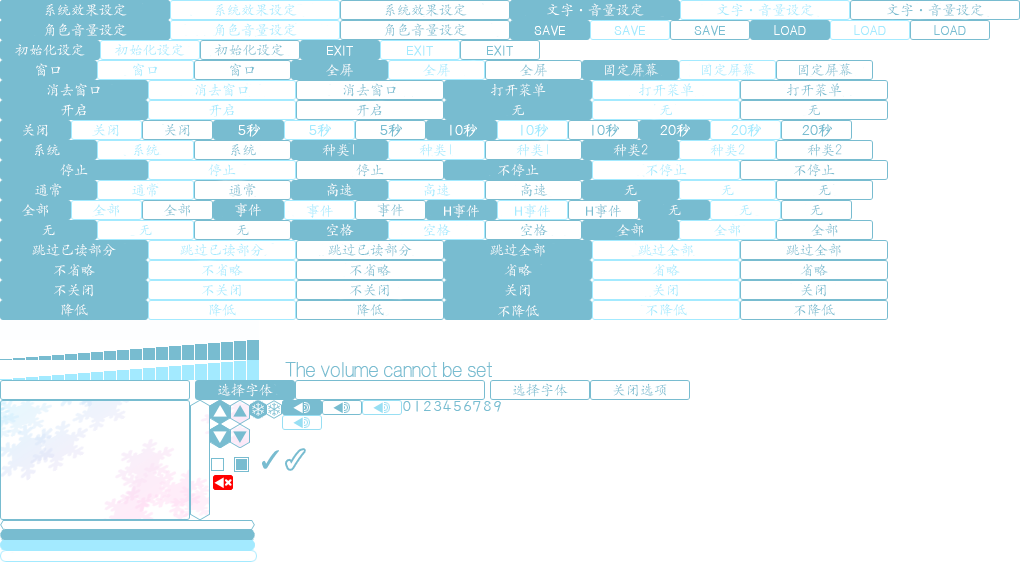 系统效果设定 系统效果设定 系统效果设定 文字·音量设定 文字·音量设定 文字·音量设定
角色音量设定 角色音量设定 角色音量设定 SAVE SAVE SAVE LOAD LOAD LOAD
初始化设定 初始化设定 初始化设定 EXIT EXIT EXIT
窗口 窗口 窗口 全屏 全屏 全屏 固定屏幕 固定屏幕 固定屏幕
消去窗口 消去窗口 消去窗口 打开菜单 打开菜单 打开菜单
开启 开启 开启 无 无 无
关闭 关闭 关闭 5秒 5秒 5秒 10秒 10秒 10秒 20秒 20秒 20秒
系统 系统 系统 种类1 种类1 种类1 种类2 种类2 种类2
停止 停止 停止 不停止 不停止 不停止
通常 通常 通常 高速 高速 高速 无 无 无
全部 全部 全部 事件 事件 事件 H事件 H事件 H事件 无 无 无
无 无 无 空格 空格 空格 全部 全部 全部
跳过已读部分 跳过已读部分 跳过已读部分 跳过全部 跳过全部 跳过全部
不省略 不省略 不省略 省略 省略 省略
不关闭 不关闭 不关闭 关闭 关闭 关闭
降低 降低 降低 不降低 不降低 不降低
The volume cannot be set
选择字体 选择字体 关闭选项
0123456789